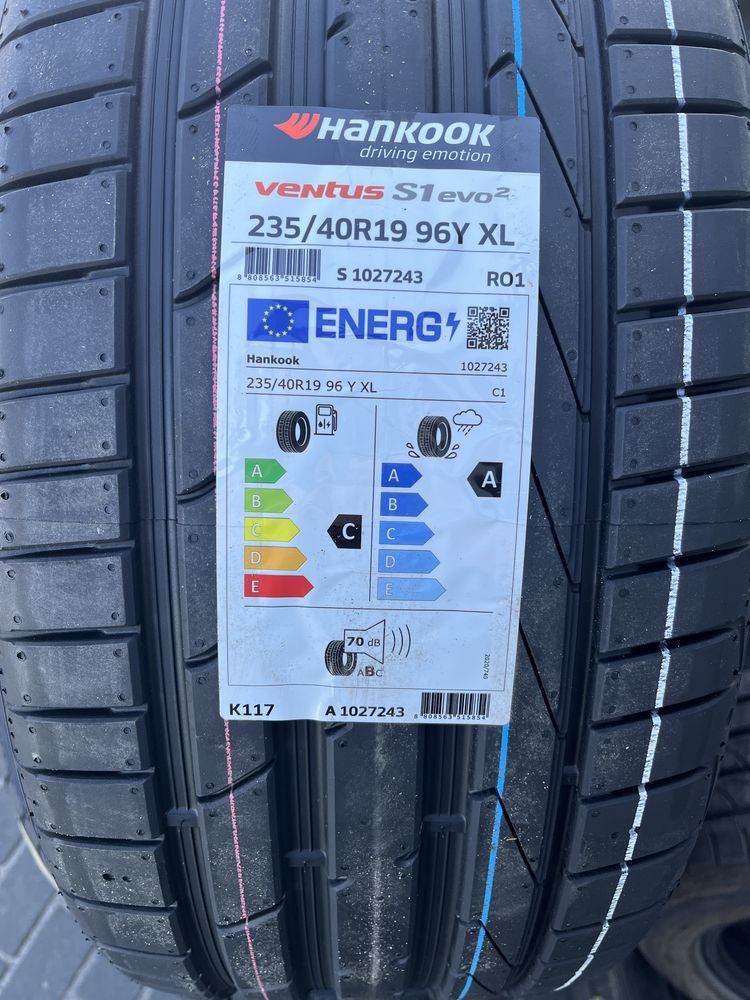 Hankook
driving emotion
ventus S1 evo²
235/40R19 96Y XL
8 808563 515854
S 1027243
RO1
ENERG
Hankook
1027243
235/40R19 96 Y XL
C1
A
B
C
D
E
C
A
B
C
D
E
A
70 dB
ABC
2020/740
K117
A 1027243
8 808563 515854